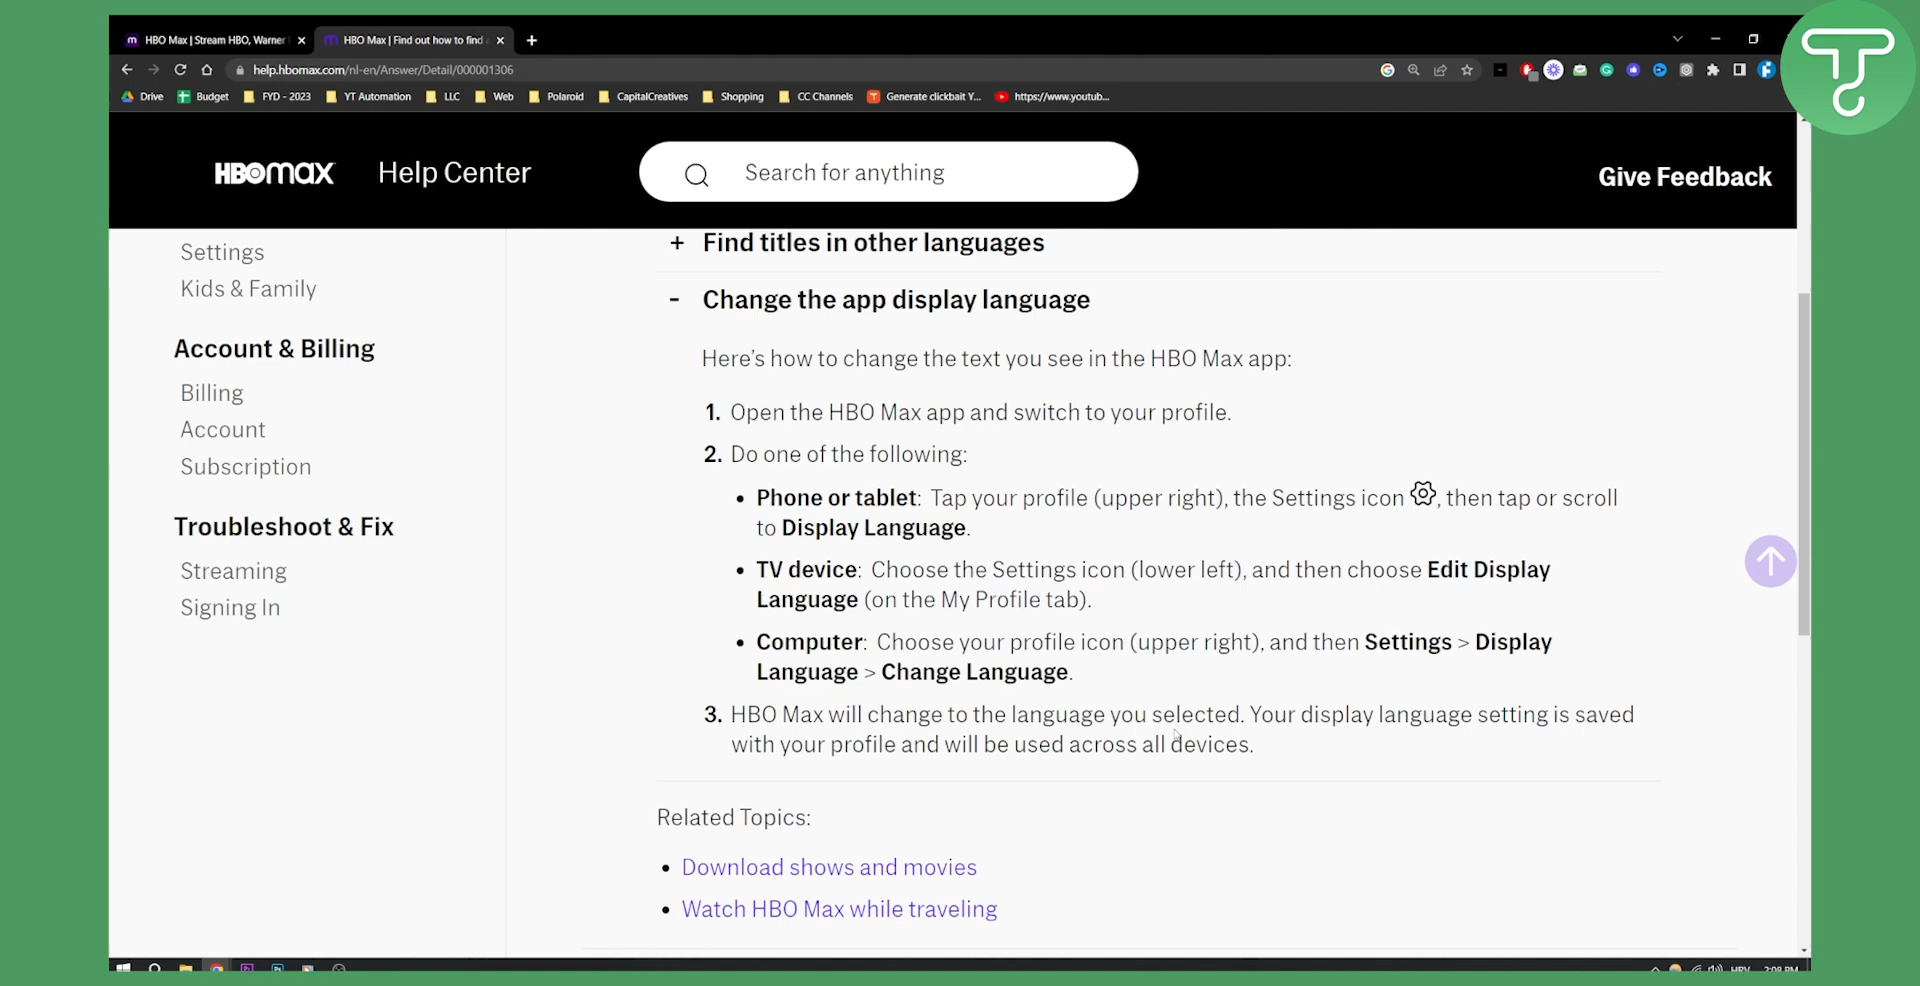 HBO Max | Stream HBO, Warner
HBO Max | Find out how to find
help.hbomax.com/nl-en/Answer/Detail/000001306
Drive Budget FYD - 2023 YT Automation LLC Web Polaroid CapitalCreatives Shopping CC Channels Generate clickbait Y... https://www.youtub...
HBOMAX Help Center Search for anything Give Feedback
Settings
Kids & Family
Account & Billing
Billing
Account
Subscription
Troubleshoot & Fix
Streaming
Signing In
+ Find titles in other languages
- Change the app display language
Here's how to change the text you see in the HBO Max app:
1. Open the HBO Max app and switch to your profile.
2. Do one of the following:
• Phone or tablet: Tap your profile (upper right), the Settings icon , then tap or scroll
to Display Language.
• TV device: Choose the Settings icon (lower left), and then choose Edit Display
Language (on the My Profile tab).
• Computer: Choose your profile icon (upper right), and then Settings > Display
Language > Change Language.
3. HBO Max will change to the language you selected. Your display language setting is saved
with your profile and will be used across all devices.
Related Topics:
• Download shows and movies
• Watch HBO Max while traveling
HRV 2:08 PM